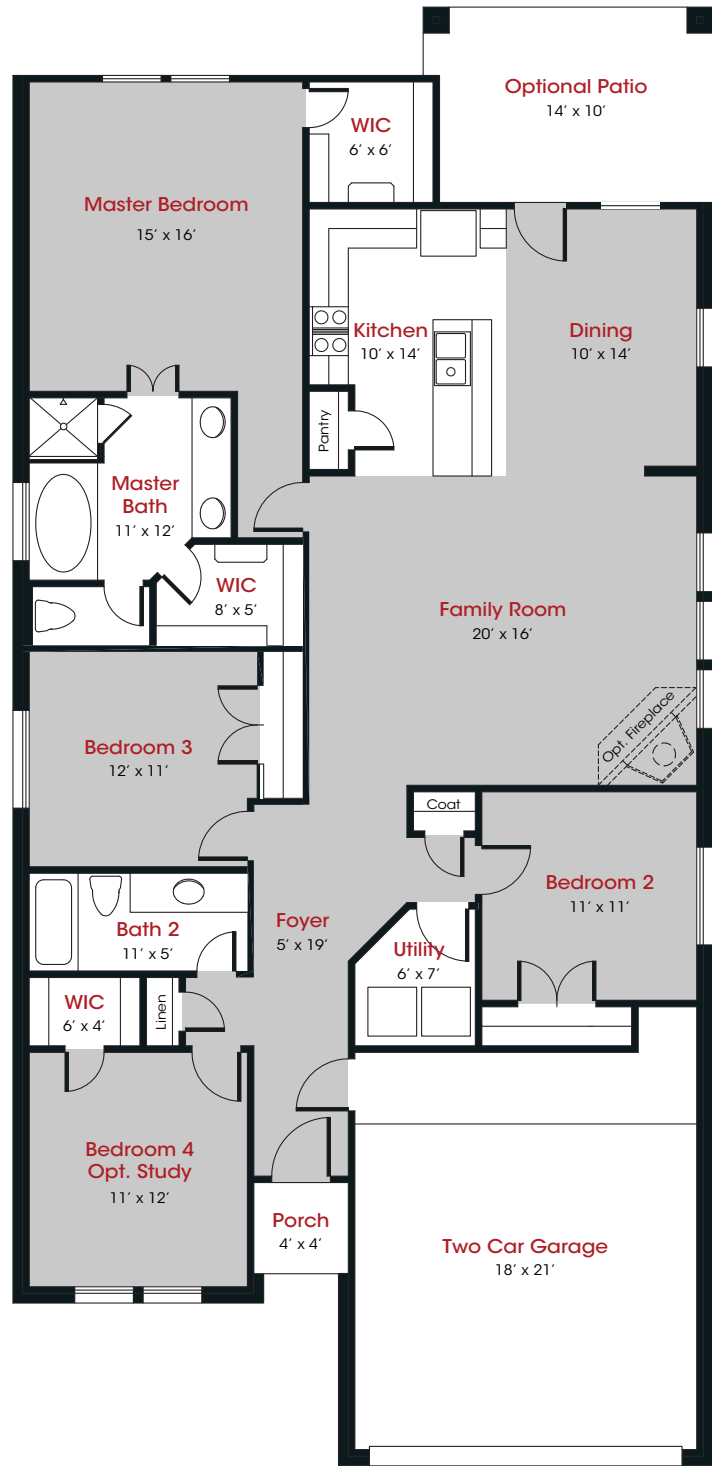 Optional Patio
14’ x 10’
WIC
6’ x 6’
Master Bedroom
15’ x 16’
Kitchen
10’ x 14’
Dining
10’ x 14’
Pantry
Master
Bath
11’ x 12’
WIC
8’ x 5’
Family Room
20’ x 16’
Opt. Fireplace
Bedroom 3
12’ x 11’
Coat
Bedroom 2
11’ x 11’
Bath 2
11’ x 5’
Foyer
5’ x 19’
Utility
6’ x 7’
WIC
6’ x 4’
Linen
Bedroom 4
Opt. Study
11’ x 12’
Porch
4’ x 4’
Two Car Garage
18’ x 21’